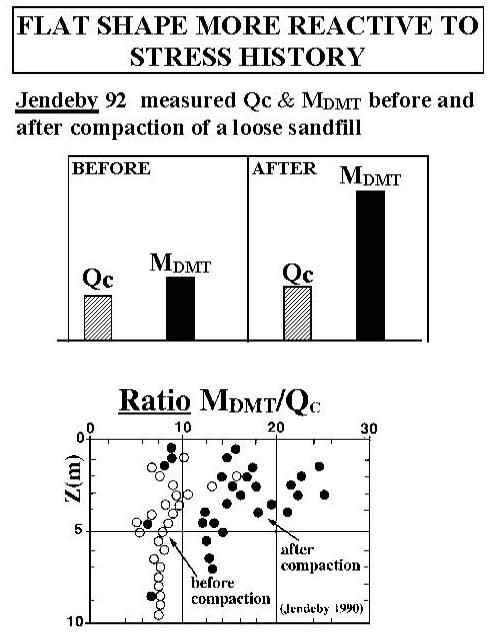 FLAT SHAPE MORE REACTIVE TO
STRESS HISTORY
Jendeby 92 measured Qc & MDMT before and
after compaction of a loose sandfill
BEFORE
Qc
MDMT
AFTER
Qc
MDMT
Ratio MDMT/QC
0 10 20 30
Z(m)
0
5
10
before
compaction
after
compaction
(Jendeby 1990)